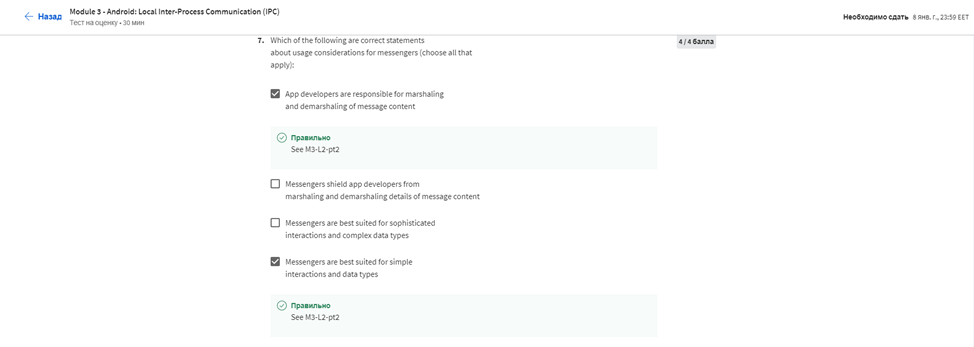 Назад
Module 3 - Android: Local Inter-Process Communication (IPC)
Тест на оценку • 30 мин
Необходимо сдать 8 янв. г., 23:59 EET
7. Which of the following are correct statements
about usage considerations for messengers (choose all that
apply):
4 / 4 балла
App developers are responsible for marshaling
and demarshaling of message content
Правильно
See M3-L2-pt2
Messengers shield app developers from
marshaling and demarshaling details of message content
Messengers are best suited for sophisticated
interactions and complex data types
Messengers are best suited for simple
interactions and data types
Правильно
See M3-L2-pt2